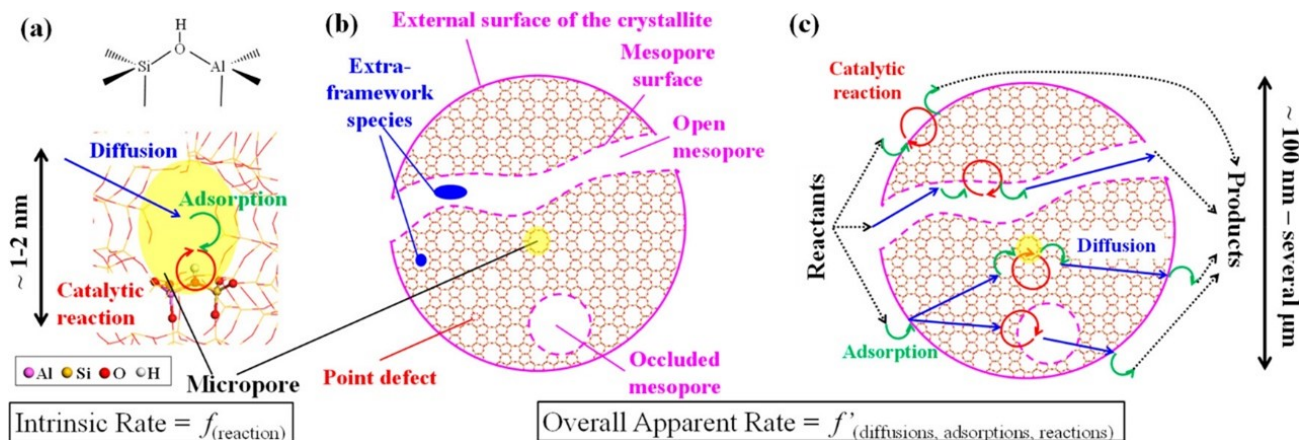 (a)
H
O
Si
Al
Diffusion
Adsorption
~ 1-2 nm
Catalytic
reaction
Al Si O H
Micropore
Intrinsic Rate = f(reaction)
(b)
External surface of the crystallite
Mesopore
surface
Extra-
framework
species
Open
mesopore
Point defect
Occluded
mesopore
(c)
Catalytic
reaction
Reactants
Diffusion
Products
Adsorption
~ 100 nm – several µm
Overall Apparent Rate = f’(diffusions, adsorptions, reactions)